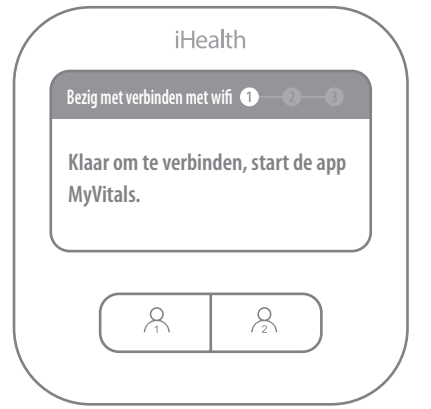 iHealth
Bezig met verbinden met wifi 1 2 3
Klaar om te verbinden, start de app
MyVitals.
1 2